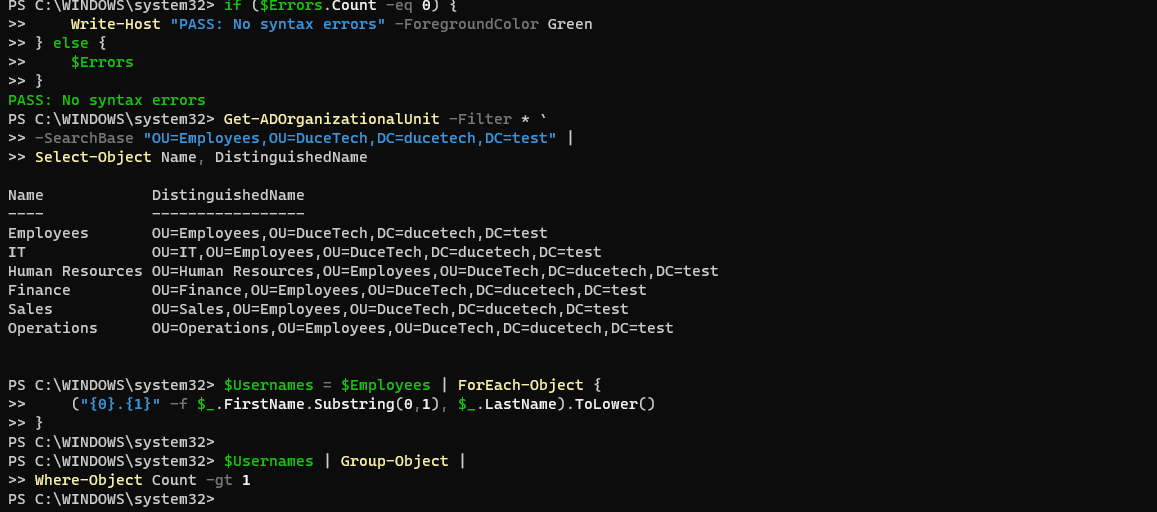 PS C:\WINDOWS\system32> if ($Errors.Count -eq 0) {
>>     Write-Host "PASS: No syntax errors" -ForegroundColor Green
>> } else {
>>     $Errors
>> }
PASS: No syntax errors
PS C:\WINDOWS\system32> Get-ADOrganizationalUnit -Filter * `
>> -SearchBase "OU=Employees,OU=DuceTech,DC=ducetech,DC=test" |
>> Select-Object Name, DistinguishedName
Name            DistinguishedName
----            -----------------
Employees       OU=Employees,OU=DuceTech,DC=ducetech,DC=test
IT              OU=IT,OU=Employees,OU=DuceTech,DC=ducetech,DC=test
Human Resources OU=Human Resources,OU=Employees,OU=DuceTech,DC=ducetech,DC=test
Finance         OU=Finance,OU=Employees,OU=DuceTech,DC=ducetech,DC=test
Sales           OU=Sales,OU=Employees,OU=DuceTech,DC=ducetech,DC=test
Operations      OU=Operations,OU=Employees,OU=DuceTech,DC=ducetech,DC=test
PS C:\WINDOWS\system32> $Usernames = $Employees | ForEach-Object {
>>     ("{0}.{1}" -f $_.FirstName.Substring(0,1), $_.LastName).ToLower()
>> }
PS C:\WINDOWS\system32>
PS C:\WINDOWS\system32> $Usernames | Group-Object |
>> Where-Object Count -gt 1
PS C:\WINDOWS\system32>